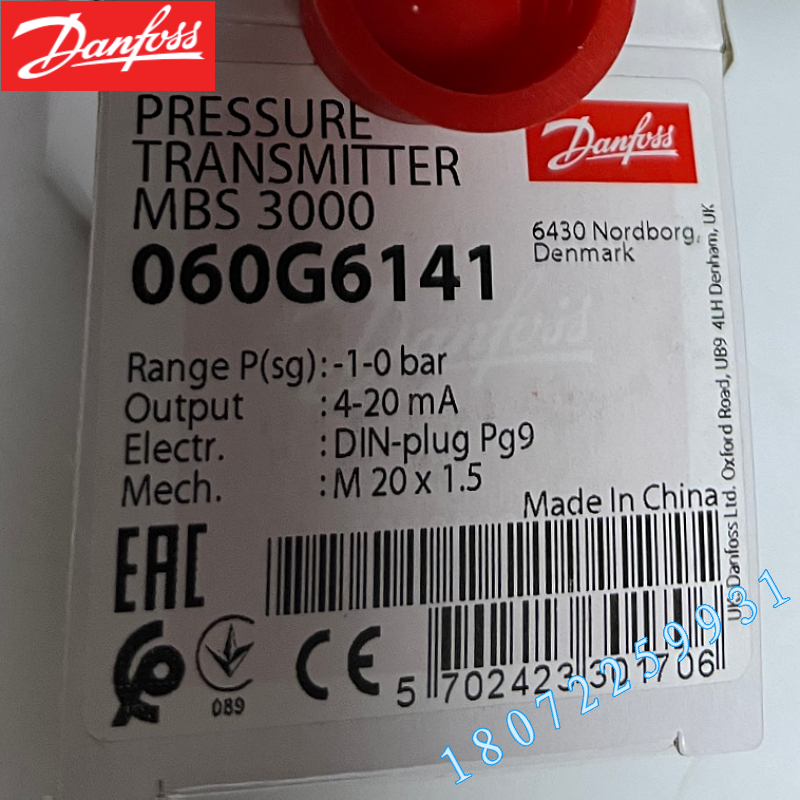 Danfoss
PRESSURE
TRANSMITTER
MBS 3000
060G6141
Danfoss
6430 Nordborg,
Denmark
Danfoss
Range P(sg):-1-0 bar
Output :4-20 mA
Electr. :DIN-plug Pg9
Mech. :M 20 x 1.5
Made In China
UK: Danfoss Ltd. Oxford Road, UB9 4LH Denham, UK
EAC
089
CE
5 702423 301706
18072259931